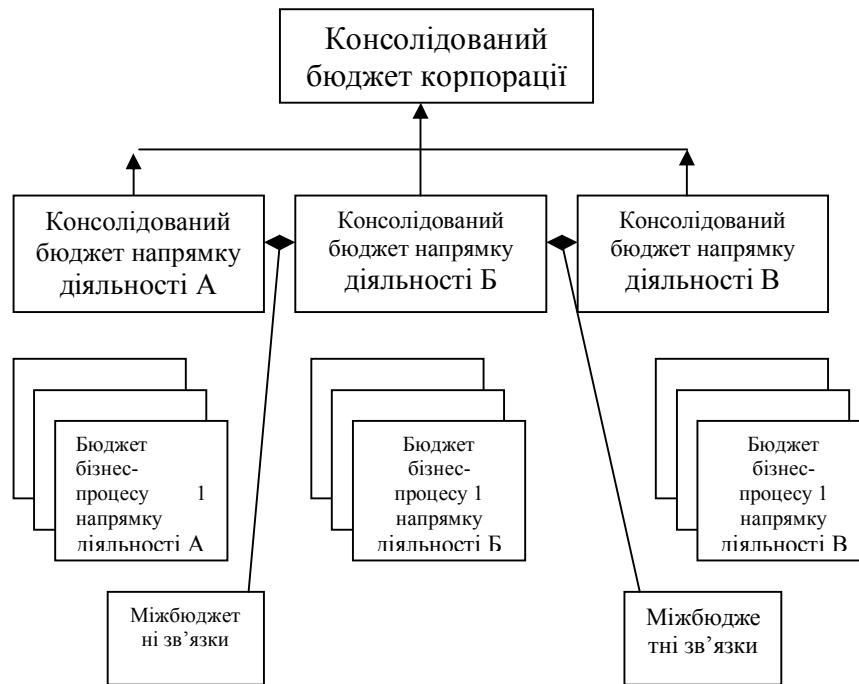 Консолідований
бюджет корпорації
Консолідований
бюджет напрямку
діяльності А
Консолідований
бюджет напрямку
діяльності Б
Консолідований
бюджет напрямку
діяльності В
Бюджет
бізнес-
процесу 1
напрямку
діяльності А
Бюджет
бізнес-
процесу 1
напрямку
діяльності Б
Бюджет
бізнес-
процесу 1
напрямку
діяльності В
Міжбюджет
ні зв’язки
Міжбюдже
тні зв’язки